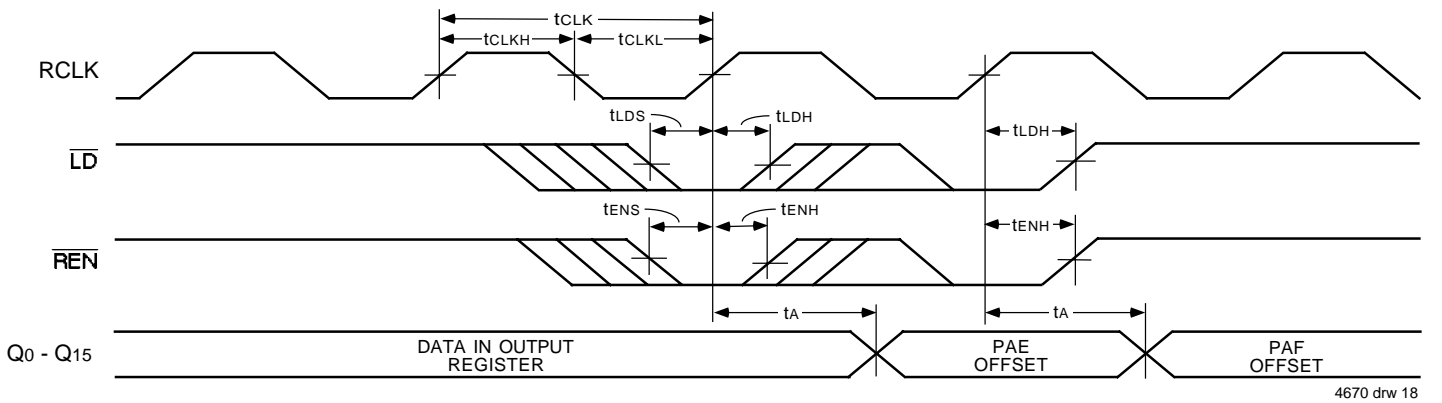 tCLK
tCLKH tCLKL
RCLK
tLDS tLDH tLDH
LD
tENS tENH tENH
REN
tA tA
Q0 - Q15 DATA IN OUTPUT REGISTER PAE OFFSET PAF OFFSET
4670 drw 18